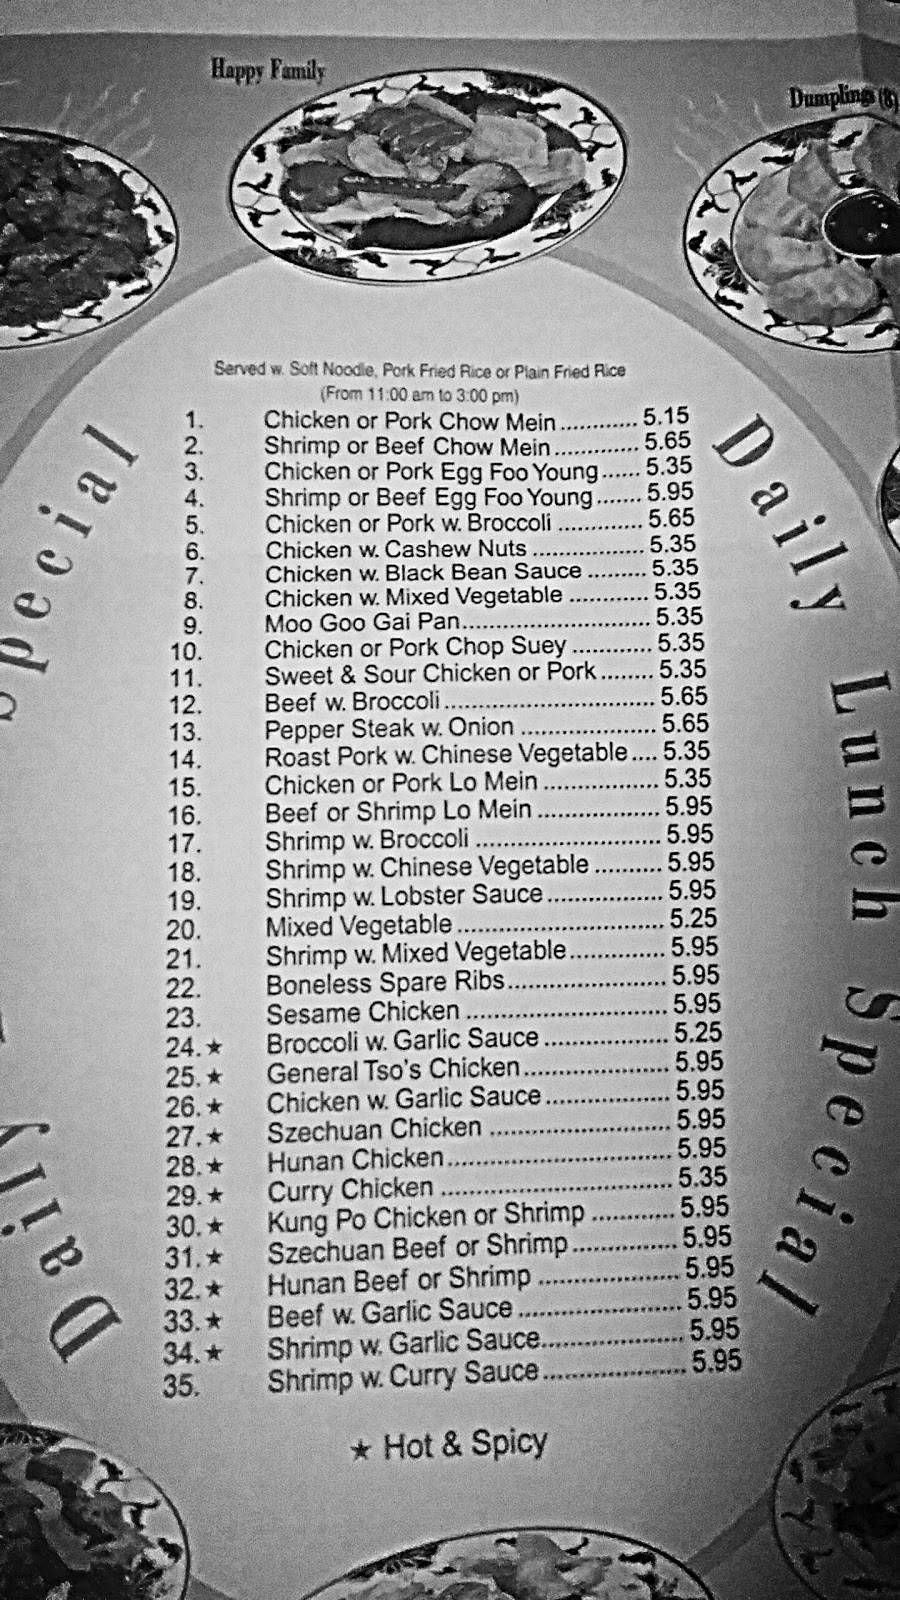 Happy Family
Dumplings (8)
Served w. Soft Noodle, Pork Fried Rice or Plain Fried Rice
(From 11:00 am to 3:00 pm)
1. Chicken or Pork Chow Mein ............ 5.15
2. Shrimp or Beef Chow Mein ............. 5.65
3. Chicken or Pork Egg Foo Young ...... 5.35
4. Shrimp or Beef Egg Foo Young ....... 5.95
5. Chicken or Pork w. Broccoli ............. 5.65
6. Chicken w. Cashew Nuts ................. 5.35
7. Chicken w. Black Bean Sauce ......... 5.35
8. Chicken w. Mixed Vegetable ............ 5.35
9. Moo Goo Gai Pan............................. 5.35
10. Chicken or Pork Chop Suey ............ 5.35
11. Sweet & Sour Chicken or Pork ........ 5.35
12. Beef w. Broccoli ................................ 5.65
13. Pepper Steak w. Onion ..................... 5.65
14. Roast Pork w. Chinese Vegetable .... 5.35
15. Chicken or Pork Lo Mein .................. 5.35
16. Beef or Shrimp Lo Mein ................... 5.95
17. Shrimp w. Broccoli ............................ 5.95
18. Shrimp w. Chinese Vegetable .......... 5.95
19. Shrimp w. Lobster Sauce .................. 5.95
20. Mixed Vegetable ................................ 5.25
21. Shrimp w. Mixed Vegetable .............. 5.95
22. Boneless Spare Ribs........................ 5.95
23. Sesame Chicken .............................. 5.95
24. ★ Broccoli w. Garlic Sauce ................... 5.25
25. ★ General Tso's Chicken ...................... 5.95
26. ★ Chicken w. Garlic Sauce ................... 5.95
27. ★ Szechuan Chicken ........................... 5.95
28. ★ Hunan Chicken.................................. 5.95
29. ★ Curry Chicken ................................... 5.35
30. ★ Kung Po Chicken or Shrimp ............ 5.95
31. ★ Szechuan Beef or Shrimp ................ 5.95
32. ★ Hunan Beef or Shrimp ..................... 5.95
33. ★ Beef w. Garlic Sauce ........................ 5.95
34. ★ Shrimp w. Garlic Sauce..................... 5.95
35. Shrimp w. Curry Sauce ..................... 5.95
★ Hot & Spicy
Daily Lunch Special
Daily
Special